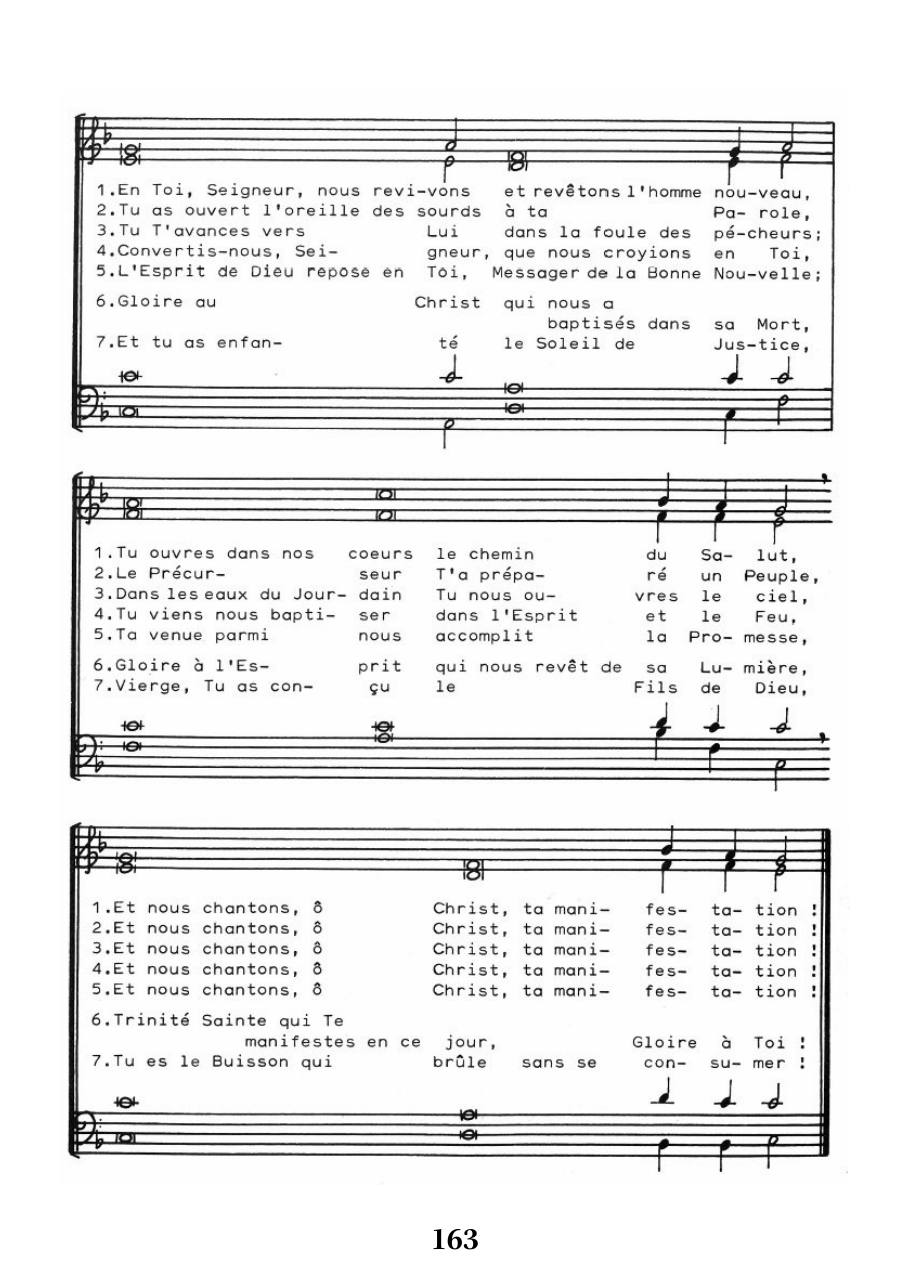 1.En Toi, Seigneur, nous revi-vons et revêtons l'homme nou-veau,
2.Tu as ouvert l'oreille des sourds à ta Pa- role,
3.Tu T'avances vers Lui dans la foule des pé-cheurs;
4.Convertis-nous, Sei- gneur, que nous croyions en Toi,
5.L'Esprit de Dieu repose en Toi, Messager de la Bonne Nou-velle;
6.Gloire au Christ qui nous a
baptisés dans sa Mort,
7.Et tu as enfan- té le Soleil de Jus-tice,
1.Tu ouvres dans nos coeurs le chemin du Sa- lut,
2.Le Précur- seur T'a prépa- ré un Peuple,
3.Dans les eaux du Jour- dain Tu nous ou- vres le ciel,
4.Tu viens nous bapti- ser dans l'Esprit et le Feu,
5.Ta venue parmi nous accomplit la Pro- messe,
6.Gloire à l'Es- prit qui nous revêt de sa Lu- mière,
7.Vierge, Tu as con- çu le Fils de Dieu,
1.Et nous chantons, ô Christ, ta mani- fes- ta- tion !
2.Et nous chantons, ô Christ, ta mani- fes- ta- tion !
3.Et nous chantons, ô Christ, ta mani- fes- ta- tion !
4.Et nous chantons, ô Christ, ta mani- fes- ta- tion !
5.Et nous chantons, ô Christ, ta mani- fes- ta- tion !
6.Trinité Sainte qui Te
manifestes en ce jour, Gloire à Toi !
7.Tu es le Buisson qui brûle sans se con- su- mer !
163